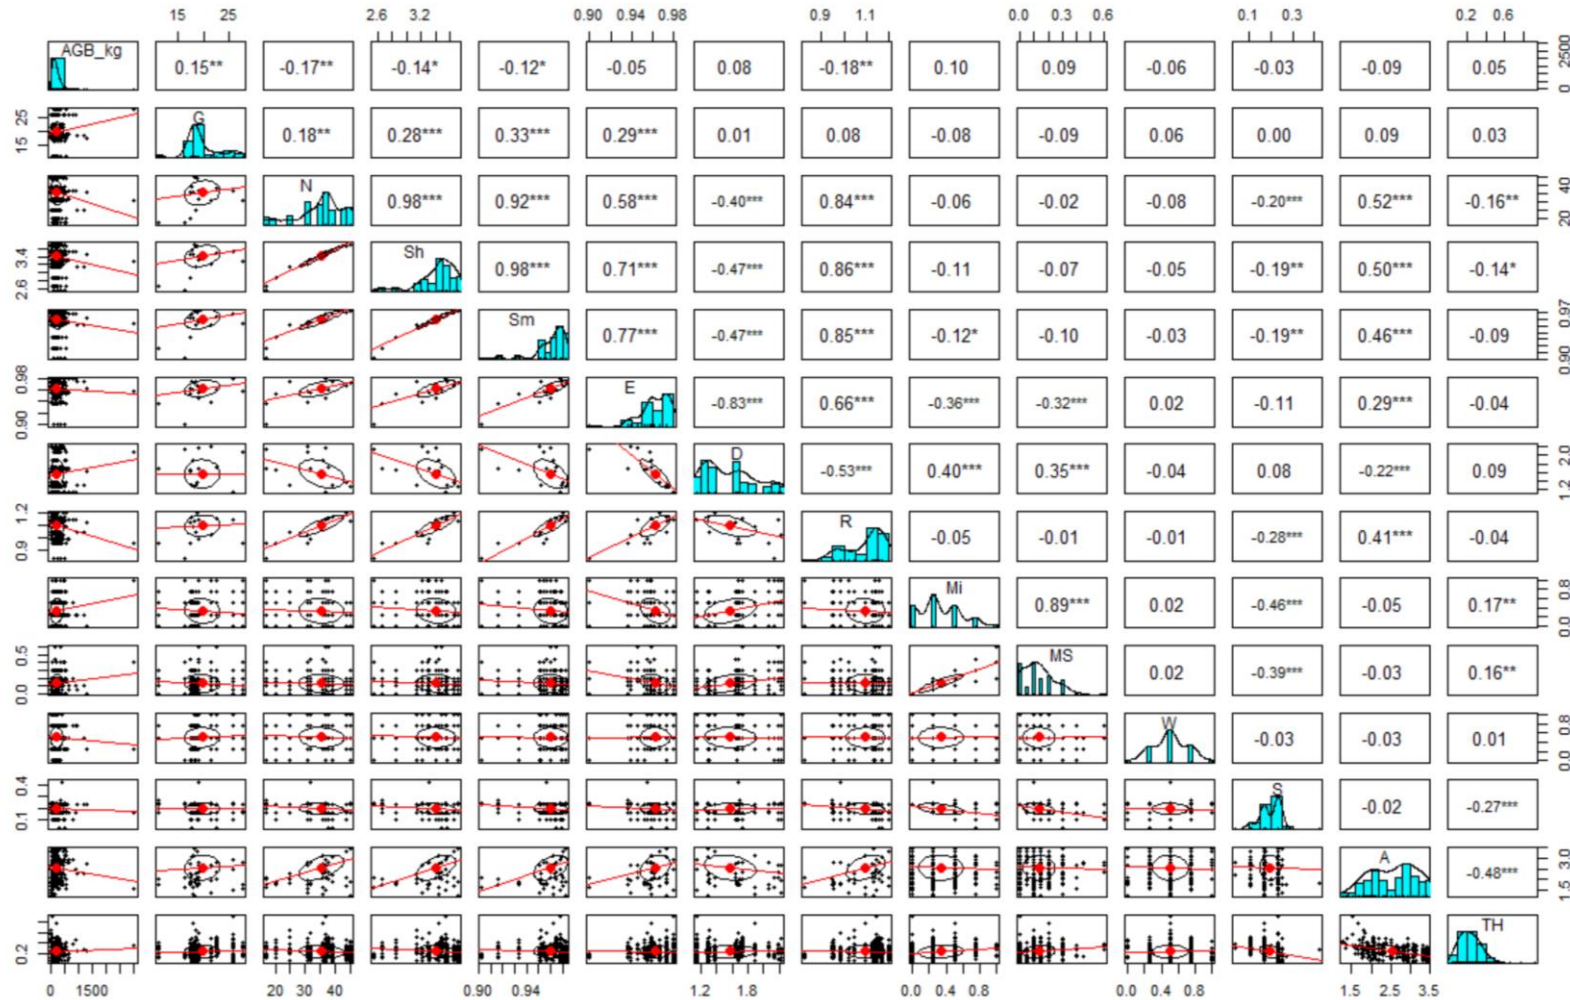 15 25 2.6 3.2 0.90 0.94 0.98 0.9 1.1 0.0 0.3 0.6 0.1 0.3 0.2 0.6
AGB_kg 0.15** -0.17** -0.14* -0.12* -0.05 0.08 -0.18** 0.10 0.09 -0.06 -0.03 -0.09 0.05 0 2500
15 25 G 0.18** 0.28*** 0.33*** 0.29*** 0.01 0.08 -0.08 -0.09 0.06 0.00 0.09 0.03
N 0.98*** 0.92*** 0.58*** -0.40*** 0.84*** -0.06 -0.02 -0.08 -0.20*** 0.52*** -0.16** 20 40
2.6 3.4 Sh 0.98*** 0.71*** -0.47*** 0.86*** -0.11 -0.07 -0.05 -0.19** 0.50*** -0.14*
Sm 0.77*** -0.47*** 0.85*** -0.12* -0.10 -0.03 -0.19** 0.46*** -0.09 0.90 0.97
0.90 0.98 E -0.83*** 0.66*** -0.36*** -0.32*** 0.02 -0.11 0.29*** -0.04
D -0.53*** 0.40*** 0.35*** -0.04 0.08 -0.22*** 0.09 1.2 2.0
0.9 1.2 R -0.05 -0.01 -0.01 -0.28*** 0.41*** -0.04
Mi 0.89*** 0.02 -0.46*** -0.05 0.17** 0.0 0.8
0.0 0.5 MS 0.02 -0.39*** -0.03 0.16**
W -0.03 -0.03 0.01 0.0 0.8
0.1 0.4 S -0.02 -0.27***
A -0.48*** 1.5 3.0
0.2 TH
0 1500 20 30 40 0.90 0.94 1.2 1.8 0.0 0.4 0.8 0.0 0.4 0.8 1.5 2.5 3.5